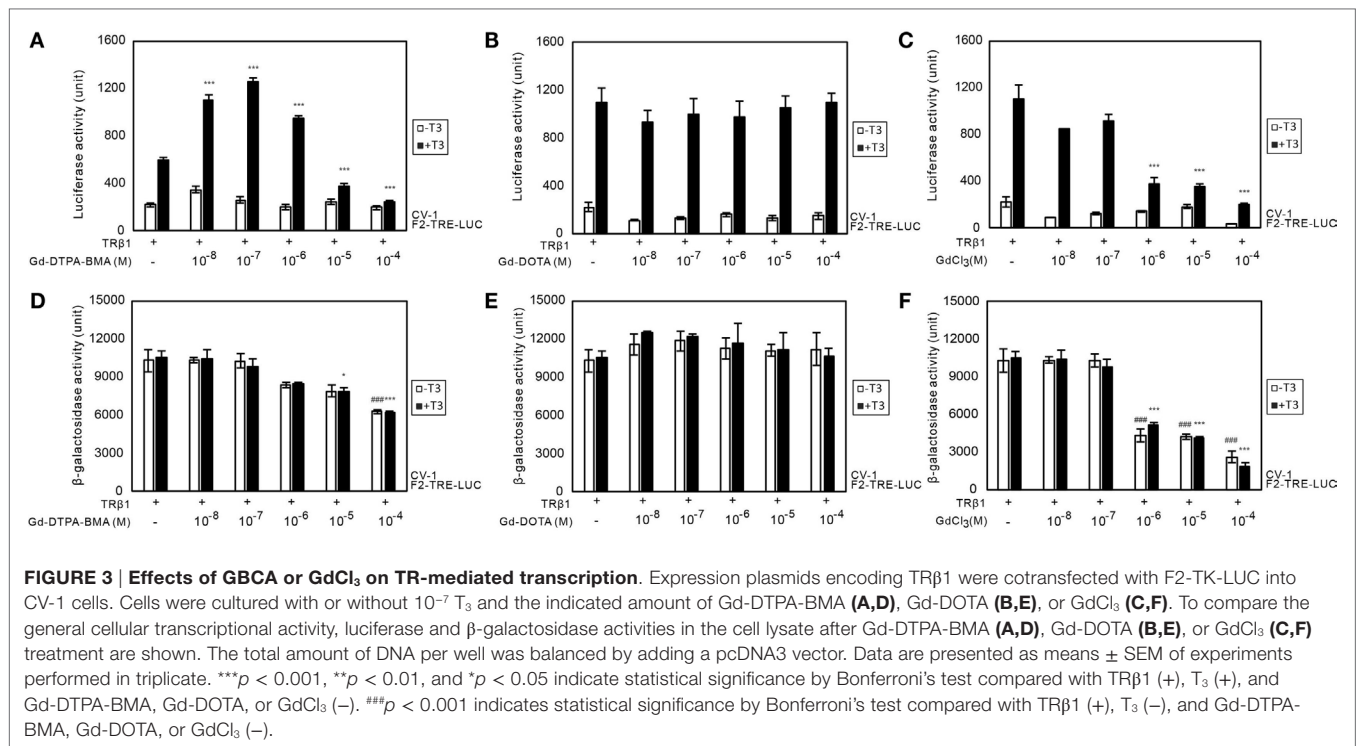 A
Luciferase activity (unit)
1600
1200
800
400
0
***
***
***
***
***
-T3
+T3
CV-1
F2-TRE-LUC
TRβ1 + + + + + +
Gd-DTPA-BMA (M) - 10⁻⁸ 10⁻⁷ 10⁻⁶ 10⁻⁵ 10⁻⁴
B
Luciferase activity (unit)
1600
1200
800
400
0
-T3
+T3
CV-1
F2-TRE-LUC
TRβ1 + + + + + +
Gd-DOTA (M) - 10⁻⁸ 10⁻⁷ 10⁻⁶ 10⁻⁵ 10⁻⁴
C
Luciferase activity (unit)
1600
1200
800
400
0
***
***
***
-T3
+T3
CV-1
F2-TRE-LUC
TRβ1 + + + + + +
GdCl₃(M) - 10⁻⁸ 10⁻⁷ 10⁻⁶ 10⁻⁵ 10⁻⁴
D
β-galactosidase activity (unit)
15000
12000
9000
6000
3000
0
*
###***
-T3
+T3
CV-1
F2-TRE-LUC
TRβ1 + + + + + +
Gd-DTPA-BMA (M) - 10⁻⁸ 10⁻⁷ 10⁻⁶ 10⁻⁵ 10⁻⁴
E
β-galactosidase activity (unit)
15000
12000
9000
6000
3000
0
-T3
+T3
CV-1
F2-TRE-LUC
TRβ1 + + + + + +
Gd-DOTA (M) - 10⁻⁸ 10⁻⁷ 10⁻⁶ 10⁻⁵ 10⁻⁴
F
β-galactosidase activity (unit)
15000
12000
9000
6000
3000
0
### ***
### ***
### ***
-T3
+T3
CV-1
F2-TRE-LUC
TRβ1 + + + + + +
GdCl₃(M) - 10⁻⁸ 10⁻⁷ 10⁻⁶ 10⁻⁵ 10⁻⁴
FIGURE 3 | Effects of GBCA or GdCl₃ on TR-mediated transcription. Expression plasmids encoding TRβ1 were cotransfected with F2-TK-LUC into
CV-1 cells. Cells were cultured with or without 10⁻⁷ T₃ and the indicated amount of Gd-DTPA-BMA (A,D), Gd-DOTA (B,E), or GdCl₃ (C,F). To compare the
general cellular transcriptional activity, luciferase and β-galactosidase activities in the cell lysate after Gd-DTPA-BMA (A,D), Gd-DOTA (B,E), or GdCl₃ (C,F)
treatment are shown. The total amount of DNA per well was balanced by adding a pcDNA3 vector. Data are presented as means ± SEM of experiments
performed in triplicate. ***p < 0.001, **p < 0.01, and *p < 0.05 indicate statistical significance by Bonferroni's test compared with TRβ1 (+), T₃ (+), and
Gd-DTPA-BMA, Gd-DOTA, or GdCl₃ (−). ###p < 0.001 indicates statistical significance by Bonferroni's test compared with TRβ1 (+), T₃ (−), and Gd-DTPA-
BMA, Gd-DOTA, or GdCl₃ (−).